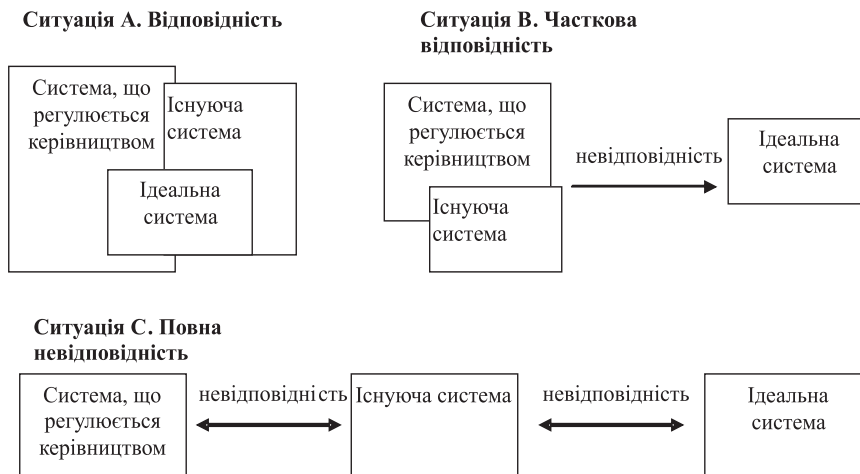 Ситуація А. Відповідність
Система, що
регулюється
керівництвом
Існуюча
система
Ідеальна
система
Ситуація В. Часткова
відповідність
Система, що
регулюється
керівництвом
Існуюча
система
невідповідність
Ідеальна
система
Ситуація С. Повна
невідповідність
Система, що
регулюється
керівництвом
невідповідність
Існуюча система
невідповідність
Ідеальна
система